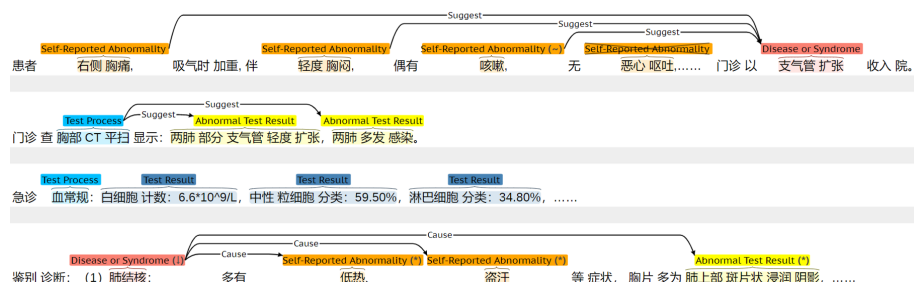 Suggest
Suggest
Suggest
Self-Reported Abnormality Self-Reported Abnormality Self-Reported Abnormality (~) Self-Reported Abnormality Disease or Syndrome
患者 右侧 胸痛, 吸气时 加重, 伴 轻度 胸闷, 偶有 咳嗽, 无 恶心 呕吐,…… 门诊 以 支气管 扩张 收入 院。
Suggest
Suggest
Test Process Abnormal Test Result Abnormal Test Result
门诊 查 胸部 CT 平扫 显示: 两肺 部分 支气管 轻度 扩张, 两肺 多发 感染。
Test Process Test Result Test Result Test Result
急诊 血常规: 白细胞 计数: 6.6*10^9/L, 中性 粒细胞 分类: 59.50%, 淋巴细胞 分类: 34.80%, ……
Cause
Cause
Cause
Disease or Syndrome (!) Self-Reported Abnormality (*) Self-Reported Abnormality (*) Abnormal Test Result (*)
鉴别 诊断: (1) 肺结核: 多有 低热, 盗汗 等 症状, 胸片 多为 肺上部 斑片状 浸润 阴影, ……